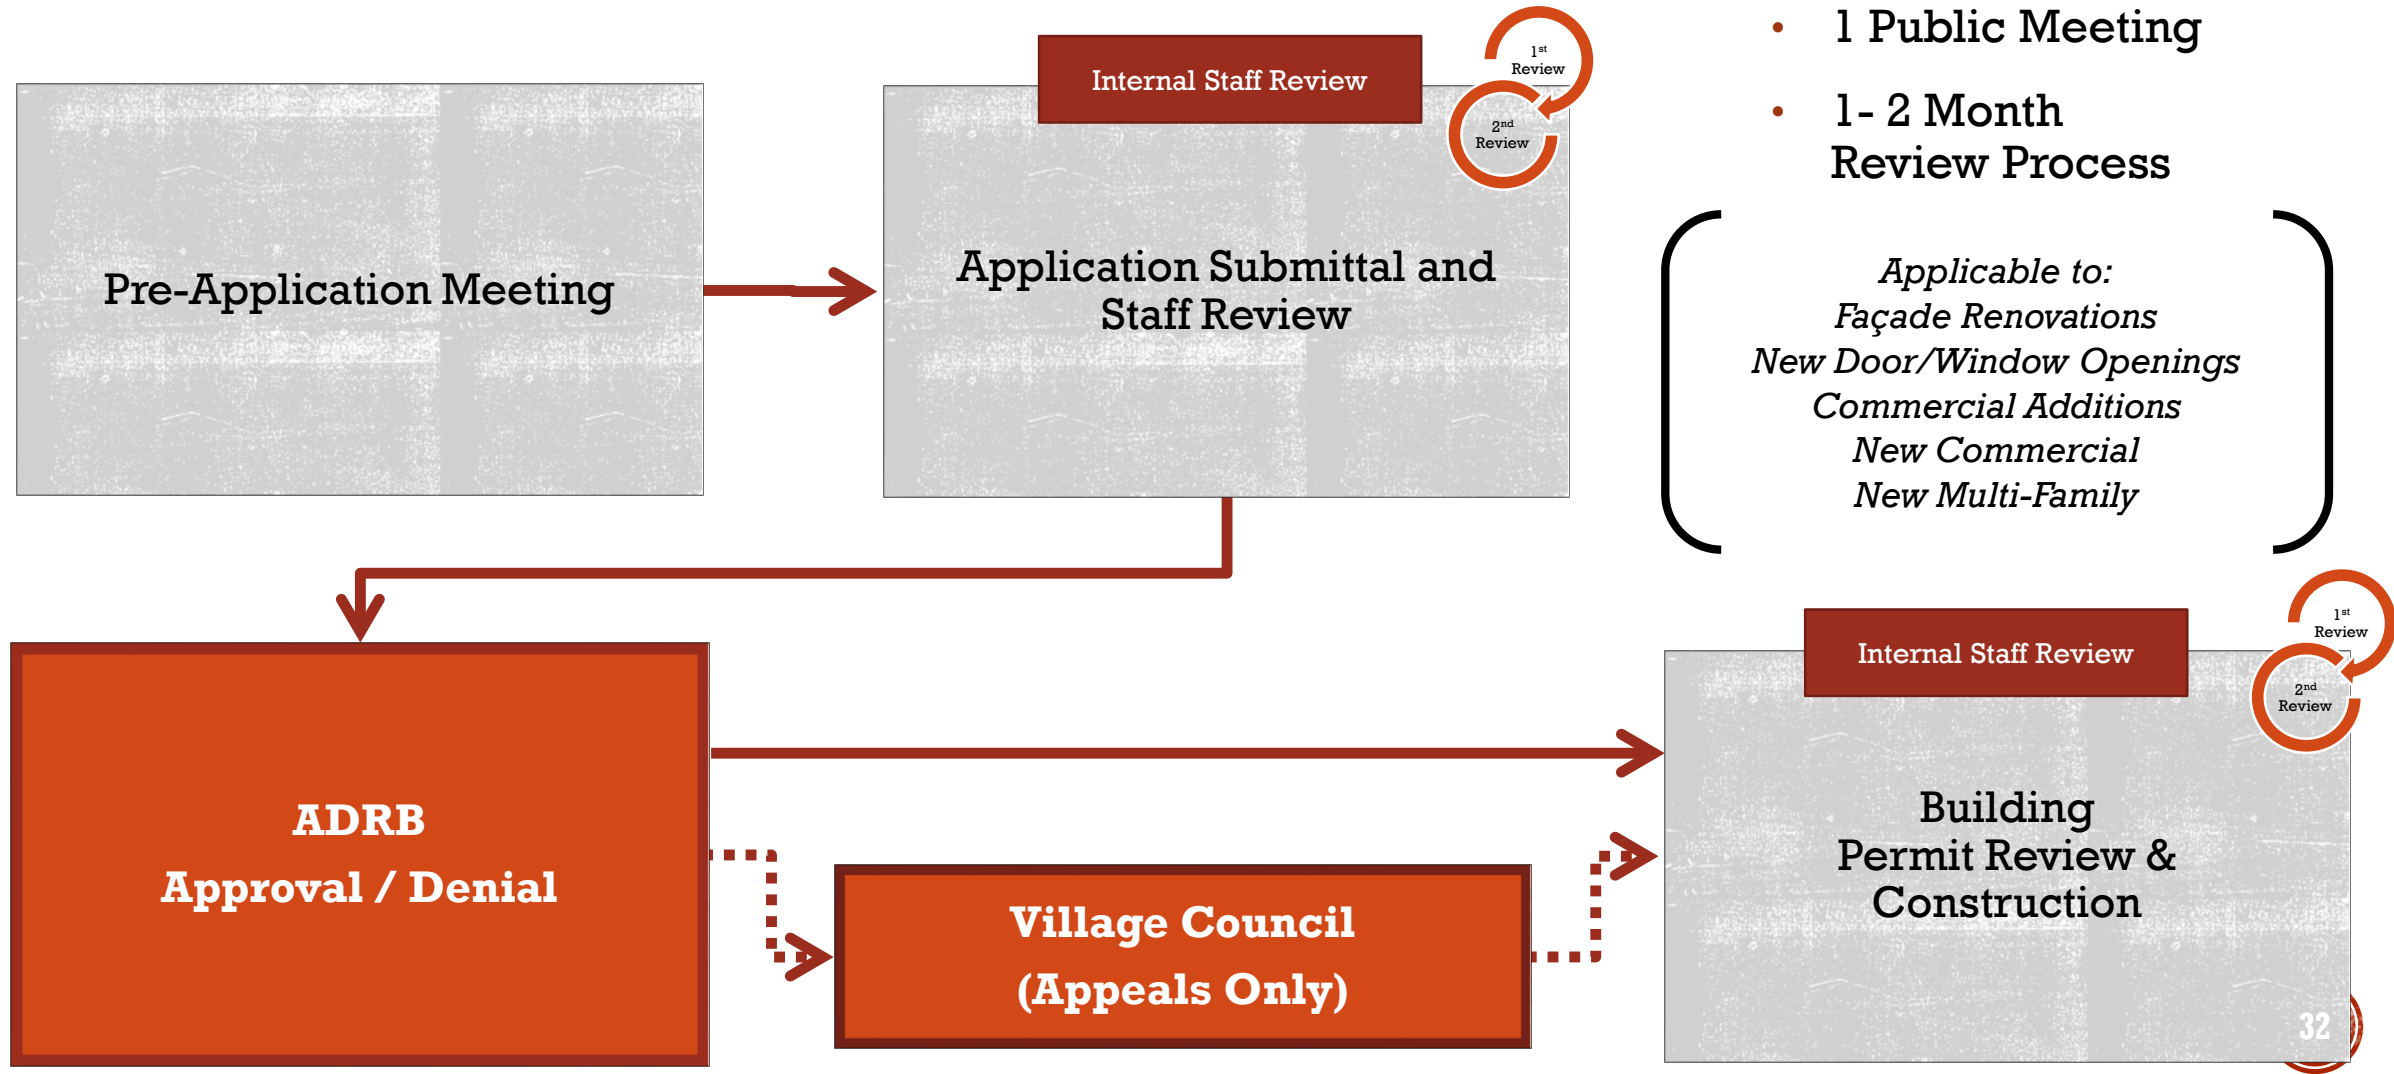 • 1 Public Meeting
• 1- 2 Month
Review Process
Internal Staff Review
1st
Review
2nd
Review
Pre-Application Meeting
Application Submittal and
Staff Review
Applicable to:
Façade Renovations
New Door/Window Openings
Commercial Additions
New Commercial
New Multi-Family
ADRB
Approval / Denial
Village Council
(Appeals Only)
Internal Staff Review
1st
Review
2nd
Review
Building
Permit Review &
Construction
32